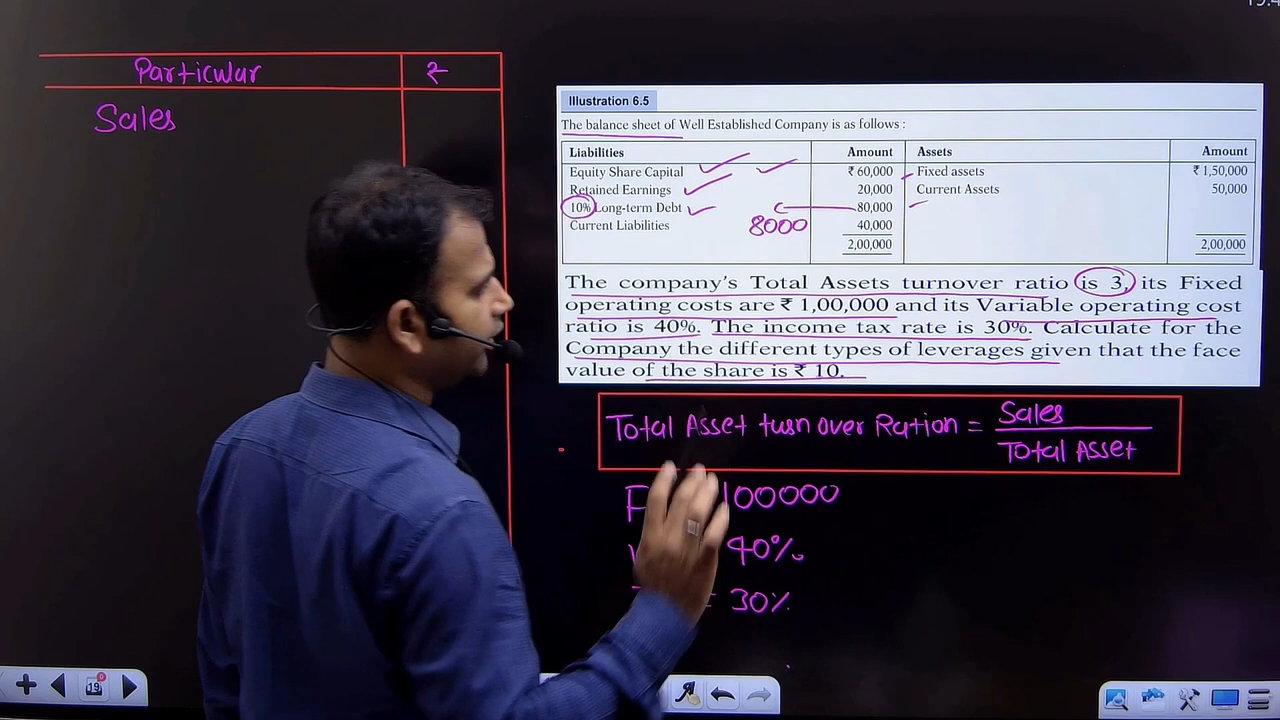 Particular ₹
Sales
Illustration 6.5
The balance sheet of Well Established Company is as follows :
Liabilities Amount Assets Amount
Equity Share Capital ₹ 60,000 Fixed assets ₹ 1,50,000
Retained Earnings 20,000 Current Assets 50,000
10% Long-term Debt 80,000
Current Liabilities 8000 40,000
2,00,000 2,00,000
The company's Total Assets turnover ratio is 3, its Fixed
operating costs are ₹ 1,00,000 and its Variable operating cost
ratio is 40%. The income tax rate is 30%. Calculate for the
Company the different types of leverages given that the face
value of the share is ₹ 10.
Total Asset turn over Ration = Sales
Total Asset
100000
40%
= 30%
19